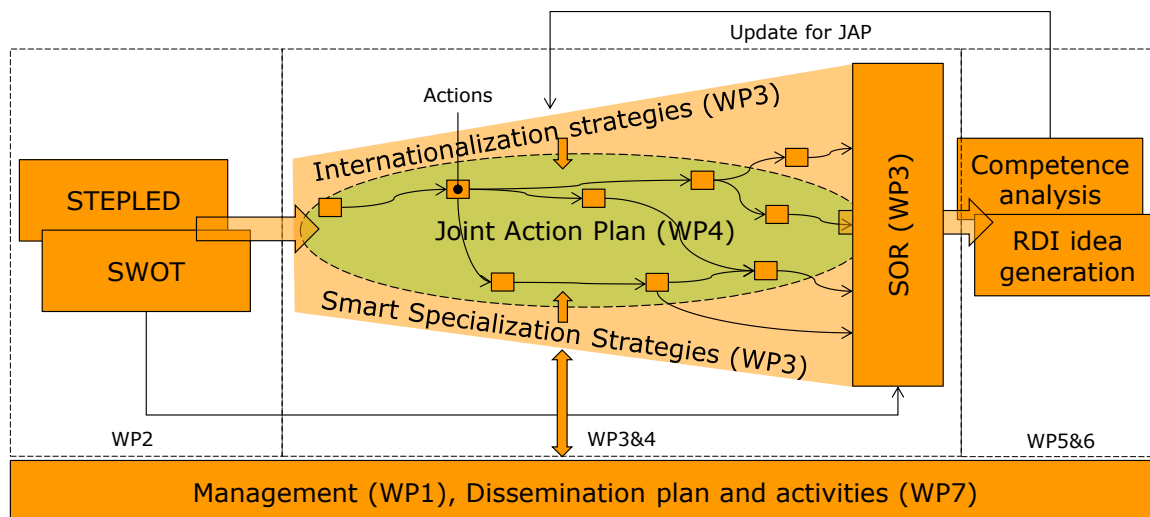 Update for JAP
Actions
Internationalization strategies (WP3)
STEPLED
SWOT
Joint Action Plan (WP4)
SOR (WP3)
Competence
analysis
RDI idea
generation
Smart Specialization Strategies (WP3)
WP2
WP3&4
WP5&6
Management (WP1), Dissemination plan and activities (WP7)